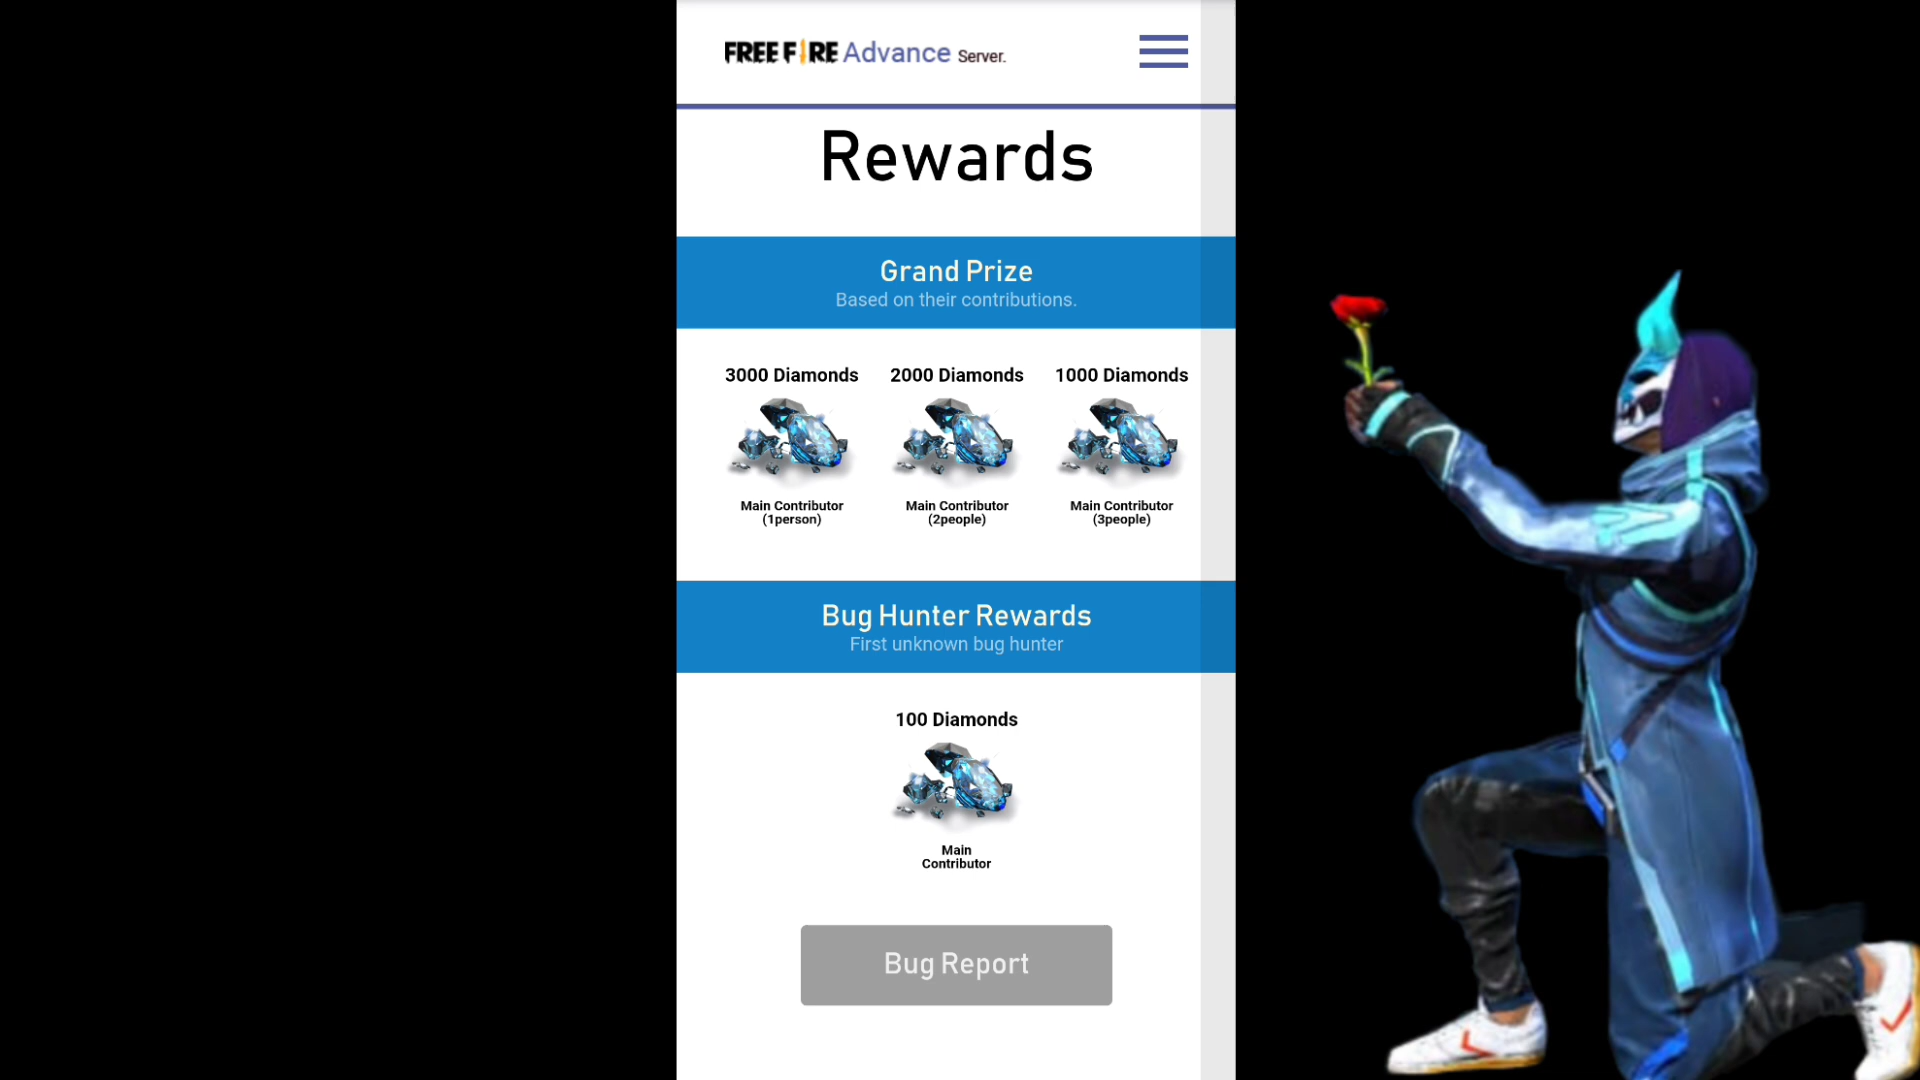 FREE FIRE Advance Server.
Rewards
Grand Prize
Based on their contributions.
3000 Diamonds 2000 Diamonds 1000 Diamonds
Main Contributor Main Contributor Main Contributor
(1person) (2people) (3people)
Bug Hunter Rewards
First unknown bug hunter
100 Diamonds
Main
Contributor
Bug Report